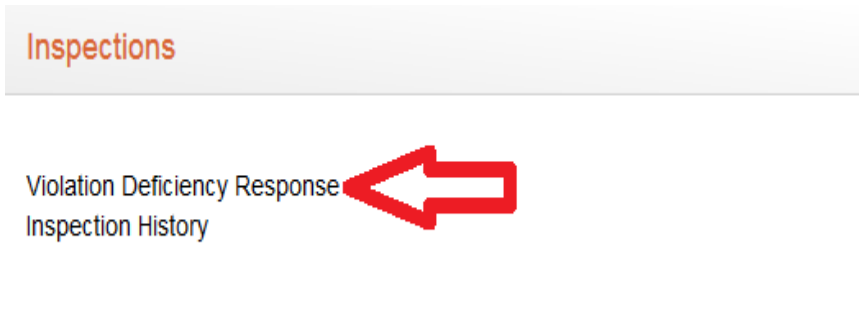 Inspections
Violation Deficiency Response
Inspection History